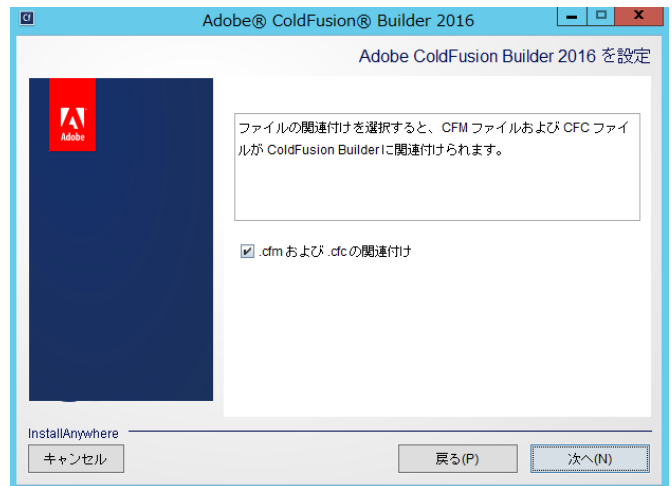 Cf
Adobe® ColdFusion® Builder 2016
Adobe ColdFusion Builder 2016 を設定
Adobe
ファイルの関連付けを選択すると、CFM ファイルおよび CFC ファイ
ルが ColdFusion Builderに関連付けられます。
.cfm および .cfc の関連付け
InstallAnywhere
キャンセル
戻る(P)
次へ(N)